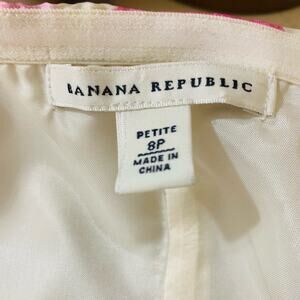 BANANA REPUBLIC
PETITE
8P
MADE IN
CHINA